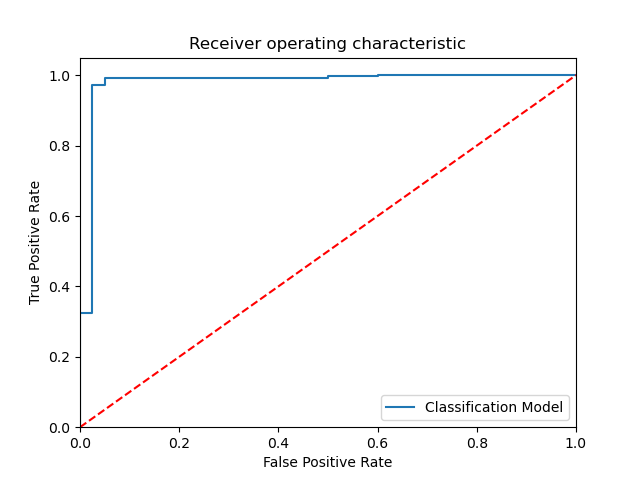 Receiver operating characteristic
True Positive Rate
1.0
0.8
0.6
0.4
0.2
0.0
Classification Model
0.0 0.2 0.4 0.6 0.8 1.0
False Positive Rate